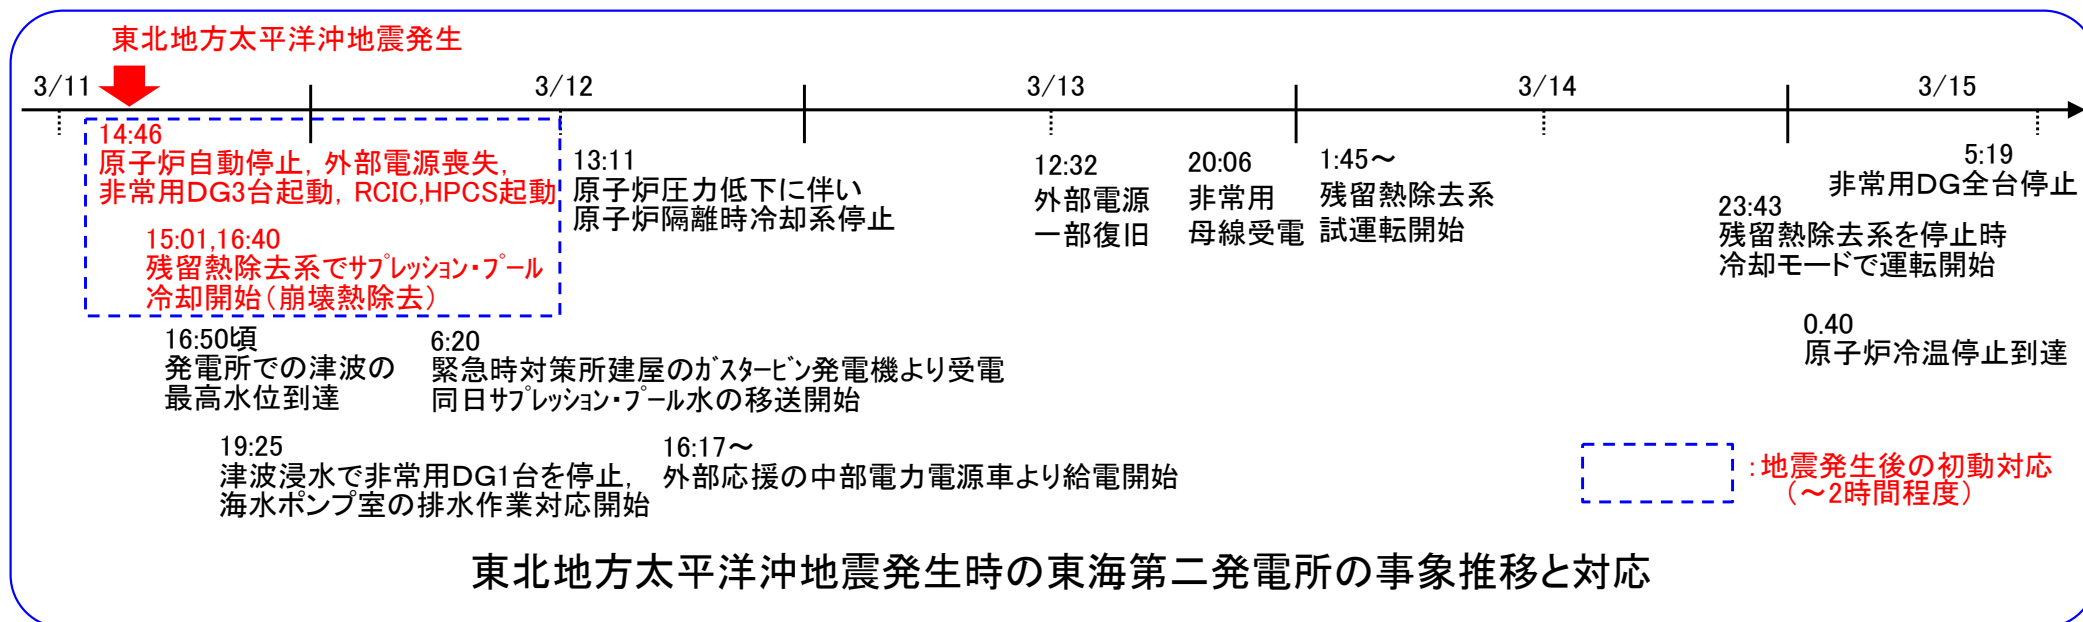 東北地方太平洋沖地震発生
3/11
3/12
3/13
3/14
3/15
14:46
原子炉自動停止，外部電源喪失，
非常用DG3台起動，RCIC,HPCS起動
15:01,16:40
残留熱除去系でｻﾌﾟﾚｯｼｮﾝ・ﾌﾟｰﾙ
冷却開始（崩壊熱除去）
13:11
原子炉圧力低下に伴い
原子炉隔離時冷却系停止
12:32
外部電源
一部復旧
20:06
非常用
母線受電
1:45～
残留熱除去系
試運転開始
23:43
残留熱除去系を停止時
冷却モードで運転開始
5:19
非常用DG全台停止
16:50頃
発電所での津波の
最高水位到達
6:20
緊急時対策所建屋のｶﾞｽﾀｰﾋﾞﾝ発電機より受電
同日ｻﾌﾟﾚｯｼｮﾝ・ﾌﾟｰﾙ水の移送開始
0.40
原子炉冷温停止到達
19:25
津波浸水で非常用DG1台を停止，
海水ポンプ室の排水作業対応開始
16:17～
外部応援の中部電力電源車より給電開始
：地震発生後の初動対応
（～2時間程度）
東北地方太平洋沖地震発生時の東海第二発電所の事象推移と対応